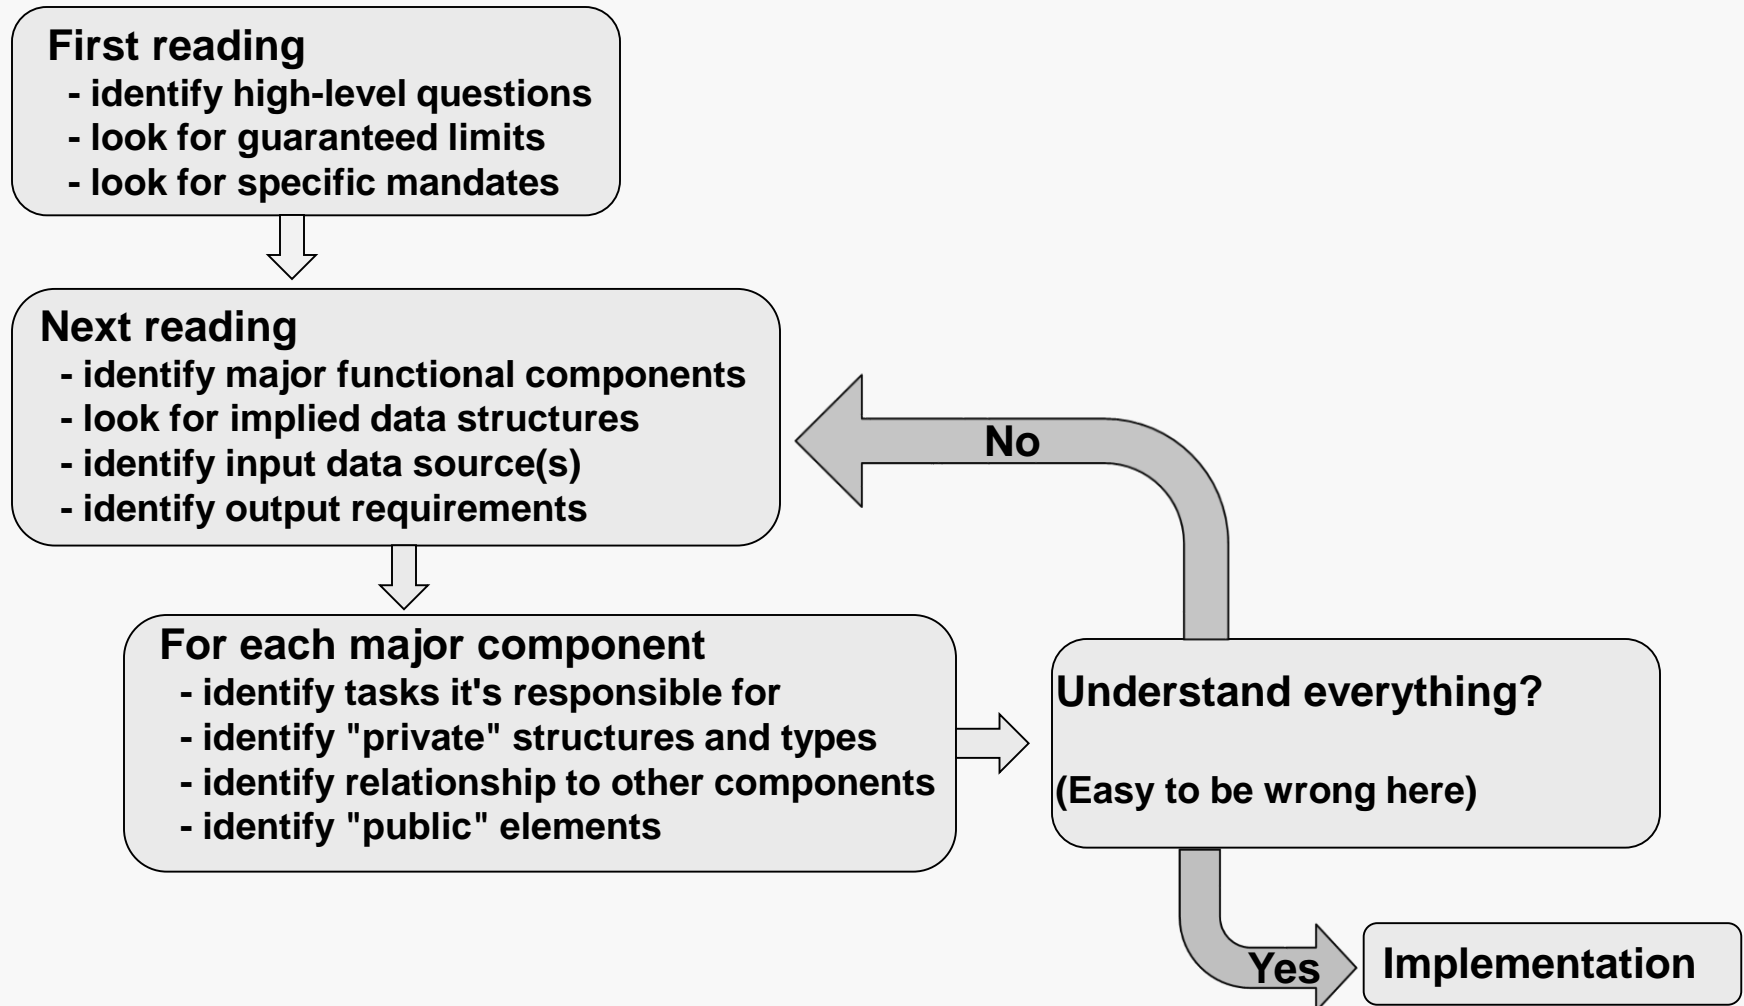 First reading
- identify high-level questions
- look for guaranteed limits
- look for specific mandates
Next reading
- identify major functional components
- look for implied data structures
- identify input data source(s)
- identify output requirements
No
For each major component
- identify tasks it's responsible for
- identify "private" structures and types
- identify relationship to other components
- identify "public" elements
Understand everything?
(Easy to be wrong here)
Yes
Implementation